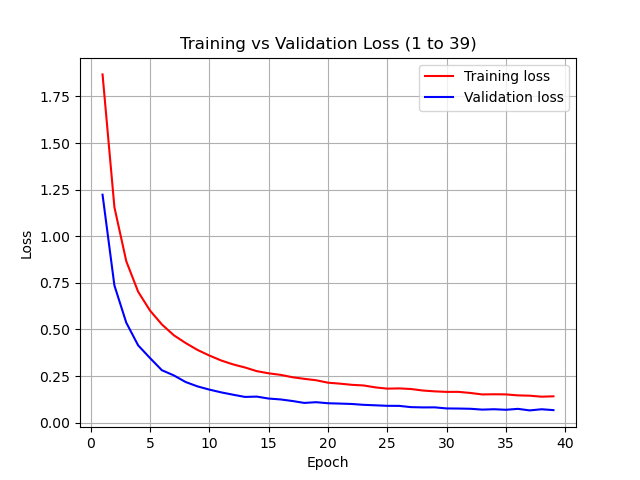 Training vs Validation Loss (1 to 39)
Training loss
Validation loss
1.75
1.50
1.25
1.00
0.75
0.50
0.25
0.00
Loss
0 5 10 15 20 25 30 35 40
Epoch